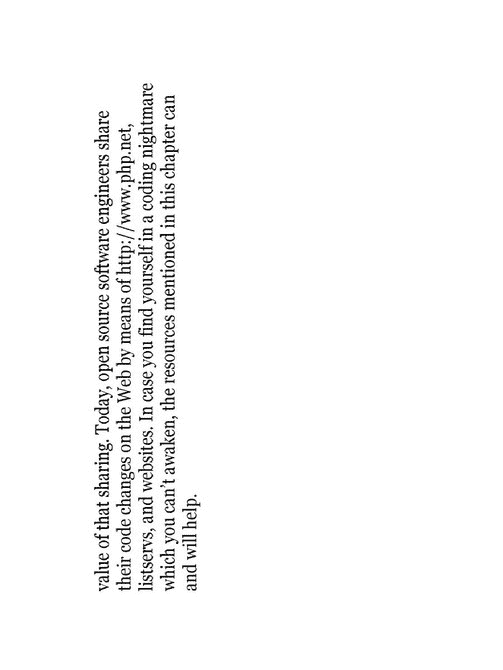 value of that sharing. Today, open source software engineers share
their code changes on the Web by means of http://www.php.net,
listservs, and websites. In case you find yourself in a coding nightmare
which you can’t awaken, the resources mentioned in this chapter can
and will help.